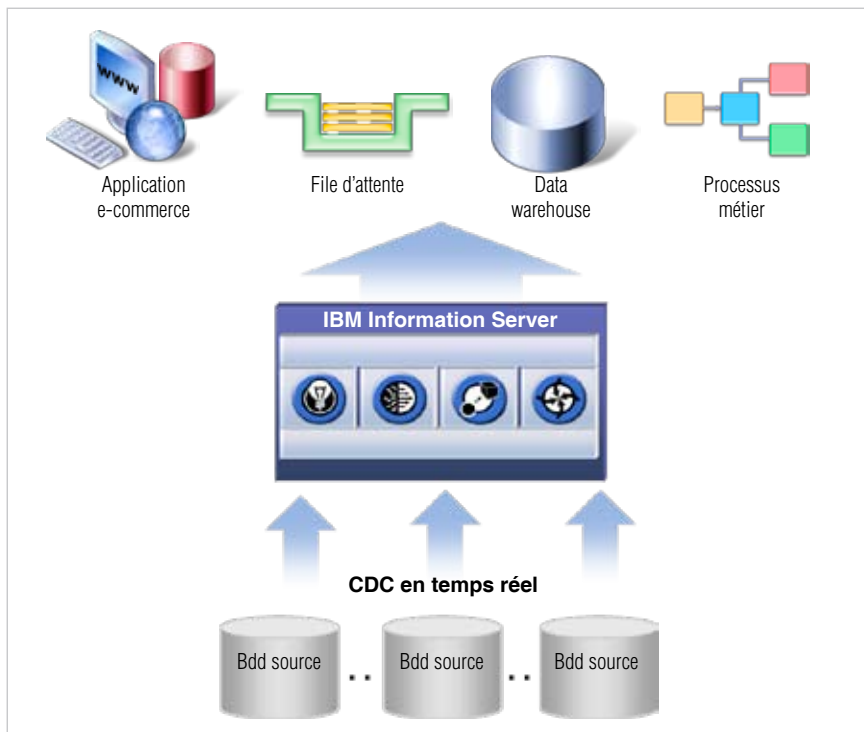 www
Application
e-commerce
File d'attente
Data
warehouse
Processus
métier
IBM Information Server
CDC en temps réel
Bdd source . . Bdd source . . Bdd source